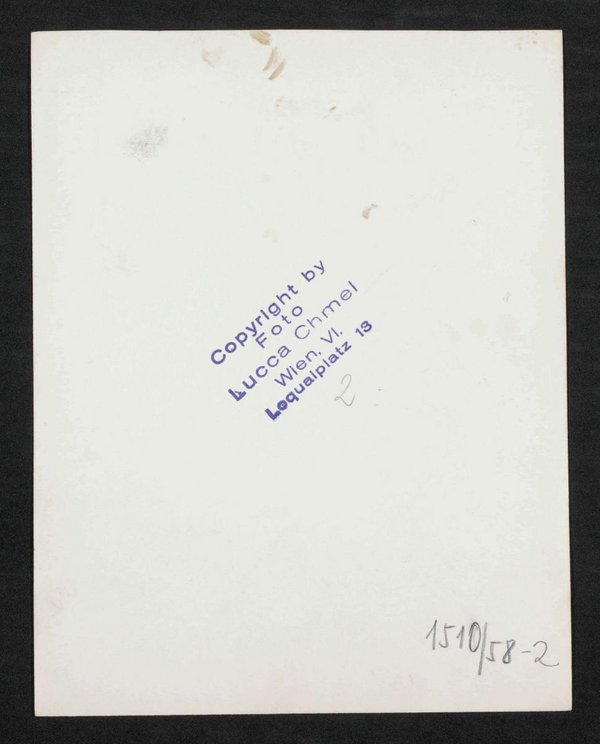 Copyright by
Foto
Lucca Chmel
Wien, VI.
Loquaiplatz 13
2
1510/58-2